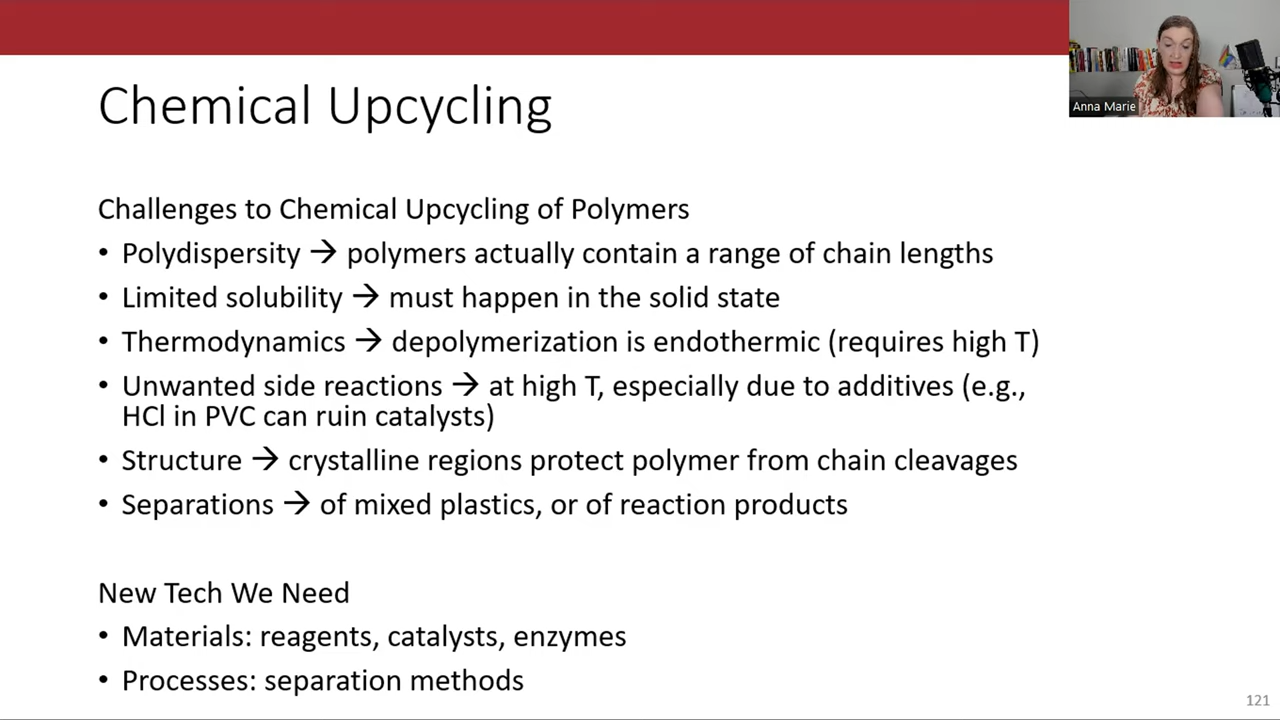 Anna Marie
Chemical Upcycling
Challenges to Chemical Upcycling of Polymers
• Polydispersity → polymers actually contain a range of chain lengths
• Limited solubility → must happen in the solid state
• Thermodynamics → depolymerization is endothermic (requires high T)
• Unwanted side reactions → at high T, especially due to additives (e.g.,
HCl in PVC can ruin catalysts)
• Structure → crystalline regions protect polymer from chain cleavages
• Separations → of mixed plastics, or of reaction products
New Tech We Need
• Materials: reagents, catalysts, enzymes
• Processes: separation methods
121